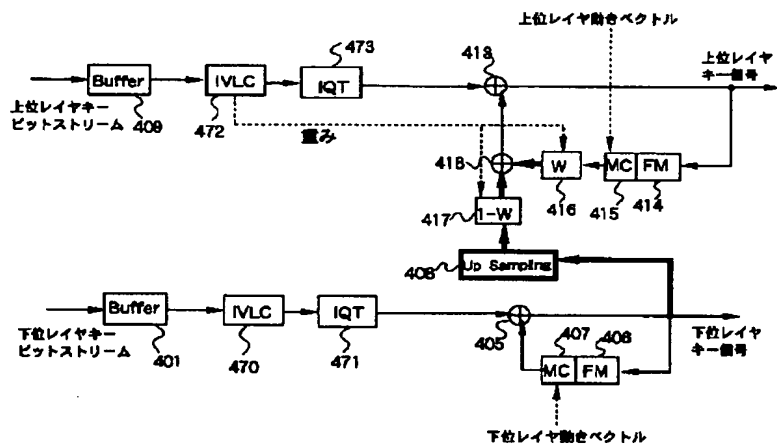 上位レイヤ動きベクトル
473
413
上位レイヤ
キー信号
Buffer
IVLC
IQT
上位レイヤキー
ビットストリーム
409
472
重み
418
W
MC
FM
416
415
414
417
1-W
408
Up Sampling
Buffer
IVLC
IQT
下位レイヤキー
ビットストリーム
401
470
471
405
407
406
下位レイヤ
キー信号
MC
FM
下位レイヤ動きベクトル